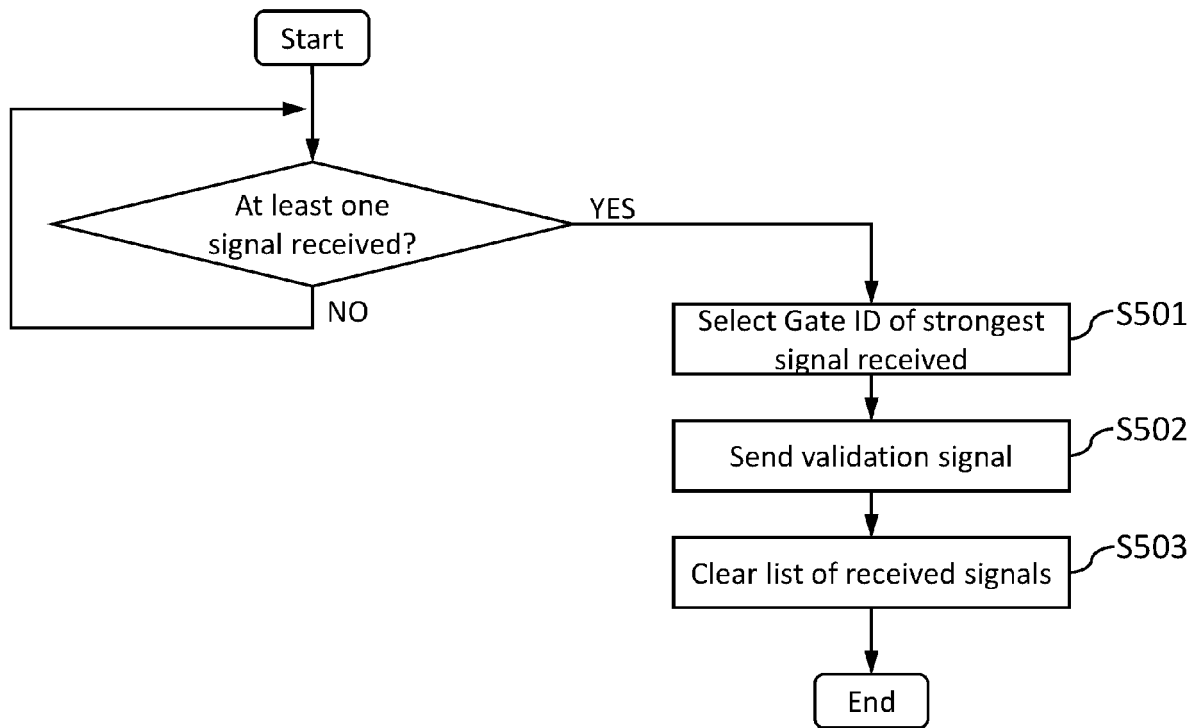 Start
At least one
signal received?
YES
NO
Select Gate ID of strongest
signal received
S501
Send validation signal
S502
Clear list of received signals
S503
End